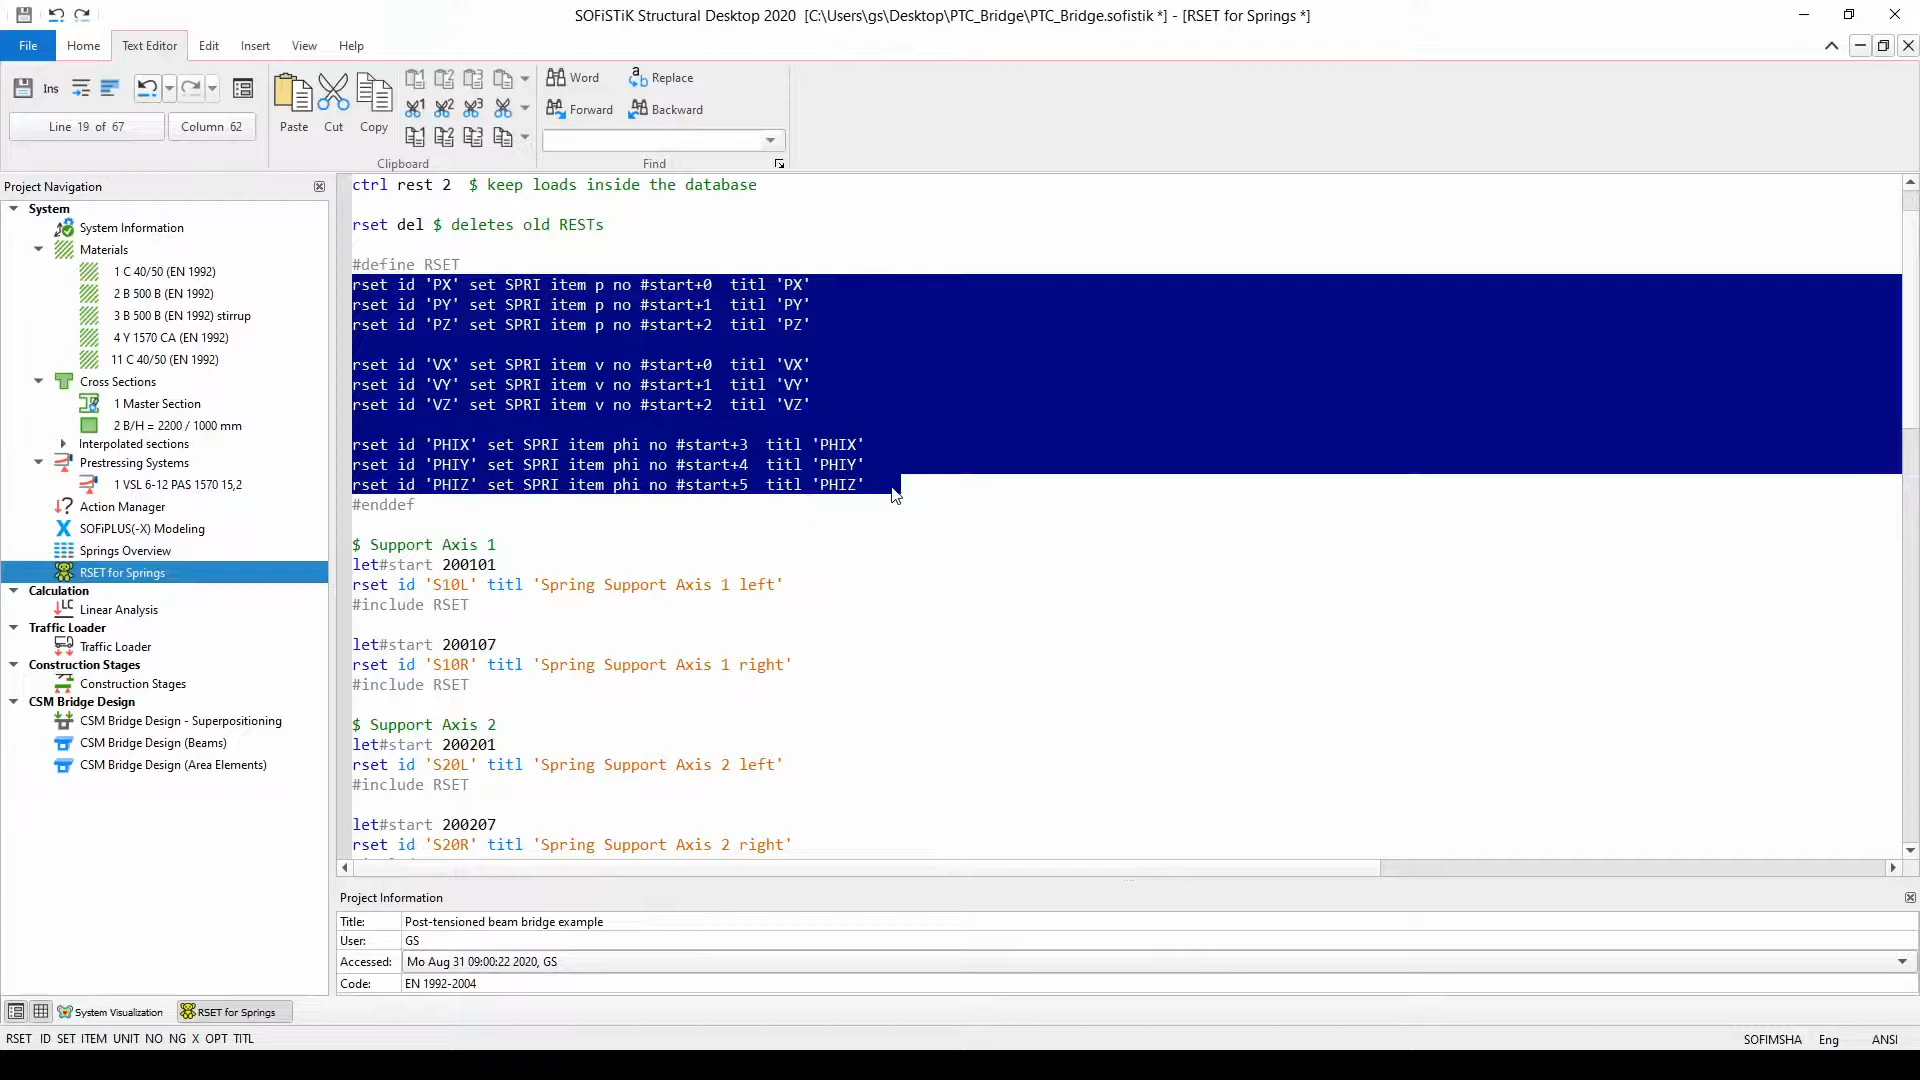 SOFiSTiK Structural Desktop 2020 [C:\Users\gs\Desktop\PTC_Bridge\PTC_Bridge.sofistik *] - [RSET for Springs *]
File Home Text Editor Edit Insert View Help
Ins
Line 19 of 67 Column 62
Paste Cut Copy
Clipboard
Word Replace
Forward Backward
Find
Project Navigation
System
System Information
Materials
1 C 40/50 (EN 1992)
2 B 500 B (EN 1992)
3 B 500 B (EN 1992) stirrup
4 Y 1570 CA (EN 1992)
11 C 40/50 (EN 1992)
Cross Sections
1 Master Section
2 B/H = 2200 / 1000 mm
Interpolated sections
Prestressing Systems
1 VSL 6-12 PAS 1570 15,2
Action Manager
SOFiPLUS(-X) Modeling
Springs Overview
RSET for Springs
Calculation
Linear Analysis
Traffic Loader
Traffic Loader
Construction Stages
Construction Stages
CSM Bridge Design
CSM Bridge Design - Superpositioning
CSM Bridge Design (Beams)
CSM Bridge Design (Area Elements)
ctrl rest 2 $ keep loads inside the database
rset del $ deletes old RESTs
#define RSET
rset id 'PX' set SPRI item p no #start+0 titl 'PX'
rset id 'PY' set SPRI item p no #start+1 titl 'PY'
rset id 'PZ' set SPRI item p no #start+2 titl 'PZ'
rset id 'VX' set SPRI item v no #start+0 titl 'VX'
rset id 'VY' set SPRI item v no #start+1 titl 'VY'
rset id 'VZ' set SPRI item v no #start+2 titl 'VZ'
rset id 'PHIX' set SPRI item phi no #start+3 titl 'PHIX'
rset id 'PHIY' set SPRI item phi no #start+4 titl 'PHIY'
rset id 'PHIZ' set SPRI item phi no #start+5 titl 'PHIZ'
#enddef
$ Support Axis 1
let#start 200101
rset id 'S10L' titl 'Spring Support Axis 1 left'
#include RSET
let#start 200107
rset id 'S10R' titl 'Spring Support Axis 1 right'
#include RSET
$ Support Axis 2
let#start 200201
rset id 'S20L' titl 'Spring Support Axis 2 left'
#include RSET
let#start 200207
rset id 'S20R' titl 'Spring Support Axis 2 right'
Project Information
Title: Post-tensioned beam bridge example
User: GS
Accessed: Mo Aug 31 09:00:22 2020, GS
Code: EN 1992-2004
System Visualization RSET for Springs
RSET ID SET ITEM UNIT NO NG X OPT TITL SOFIMSHA Eng ANSI